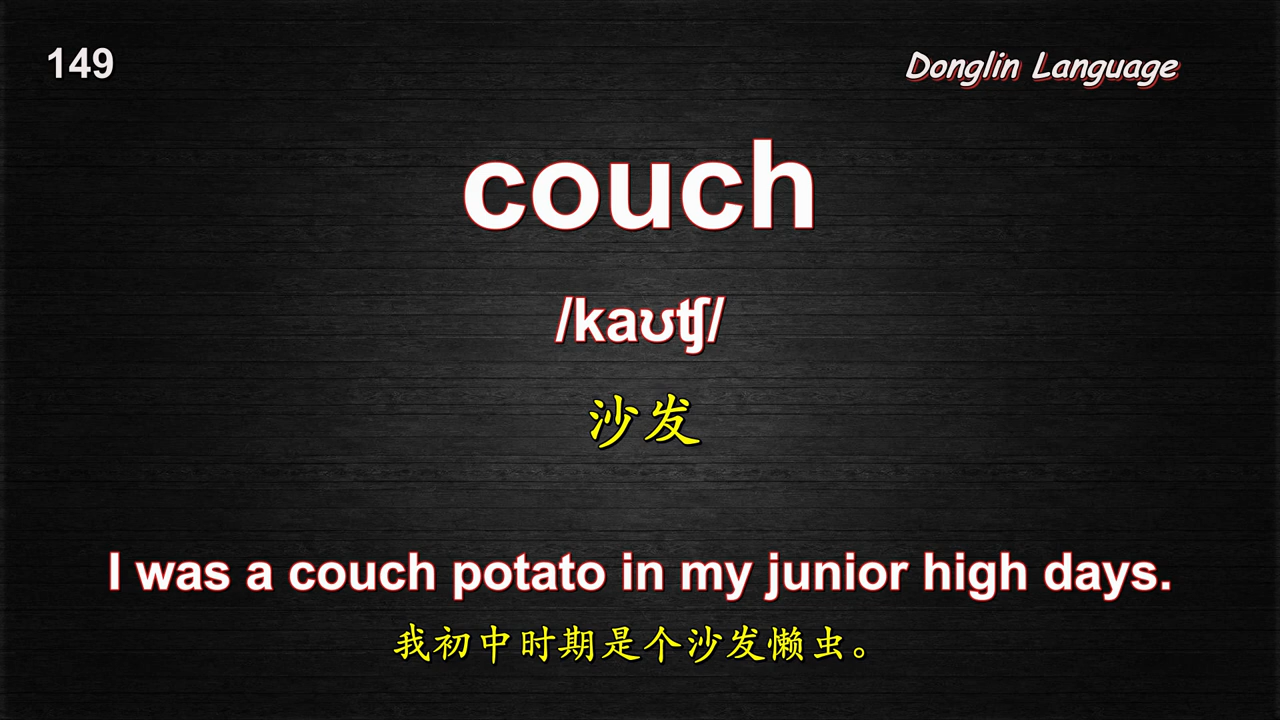 149
Donglin Language
couch
/kaʊʧ/
沙发
I was a couch potato in my junior high days.
我初中时期是个沙发懒虫。